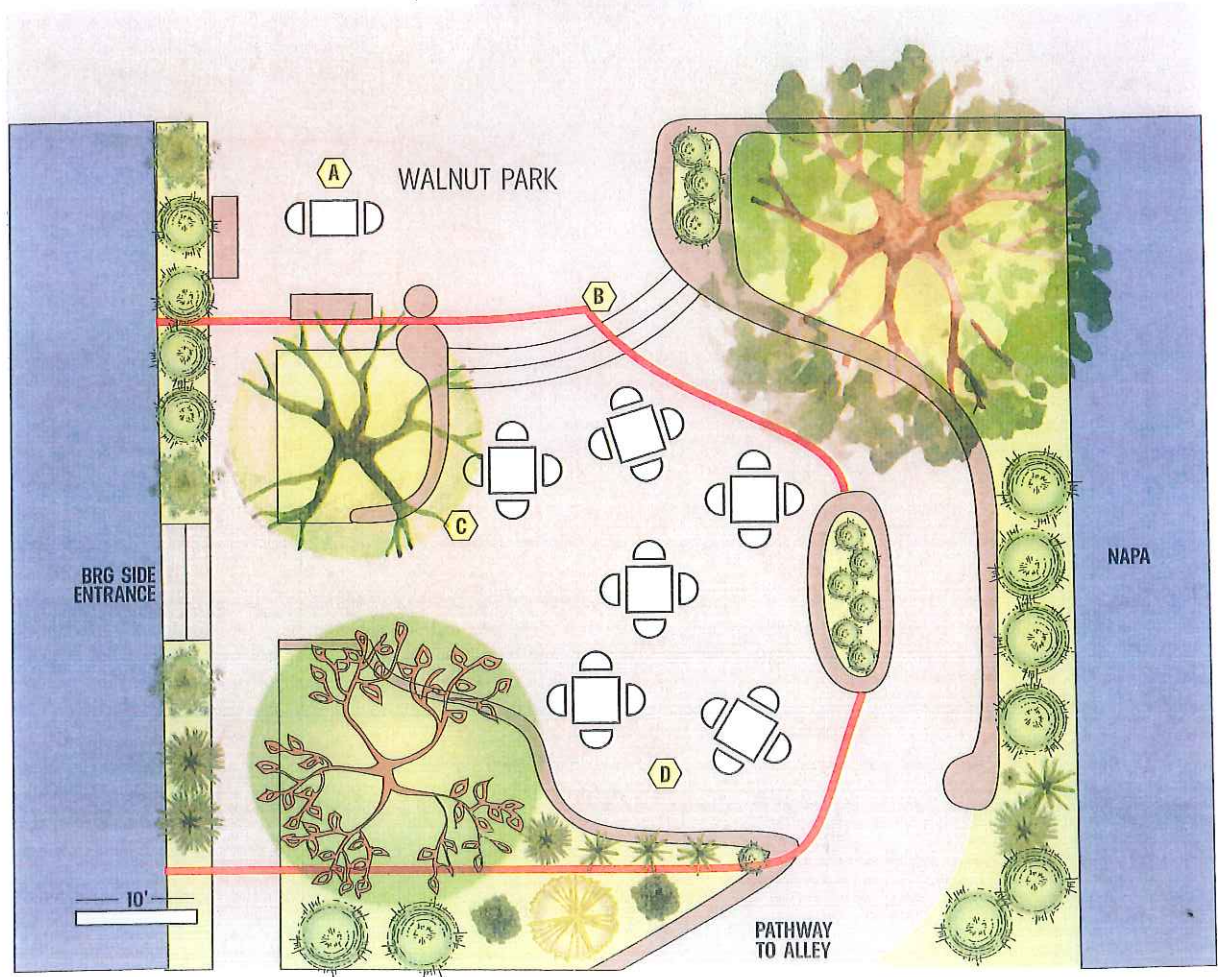 A
WALNUT PARK
B
C
BRG SIDE
ENTRANCE
NAPA
D
10'
PATHWAY
TO ALLEY